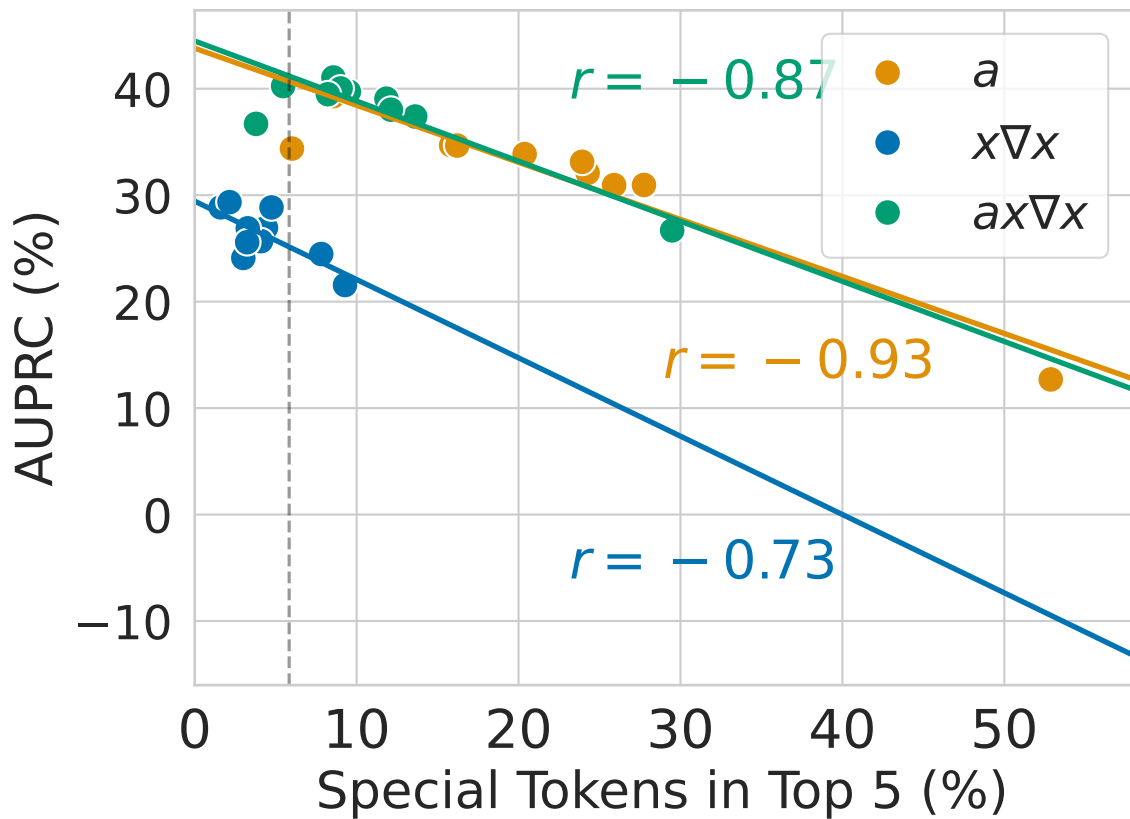 40
30
20
10
0
−10
AUPRC (%)
r = − 0.87
r = − 0.93
r = − 0.73
a
x∇x
ax∇x
0 10 20 30 40 50
Special Tokens in Top 5 (%)